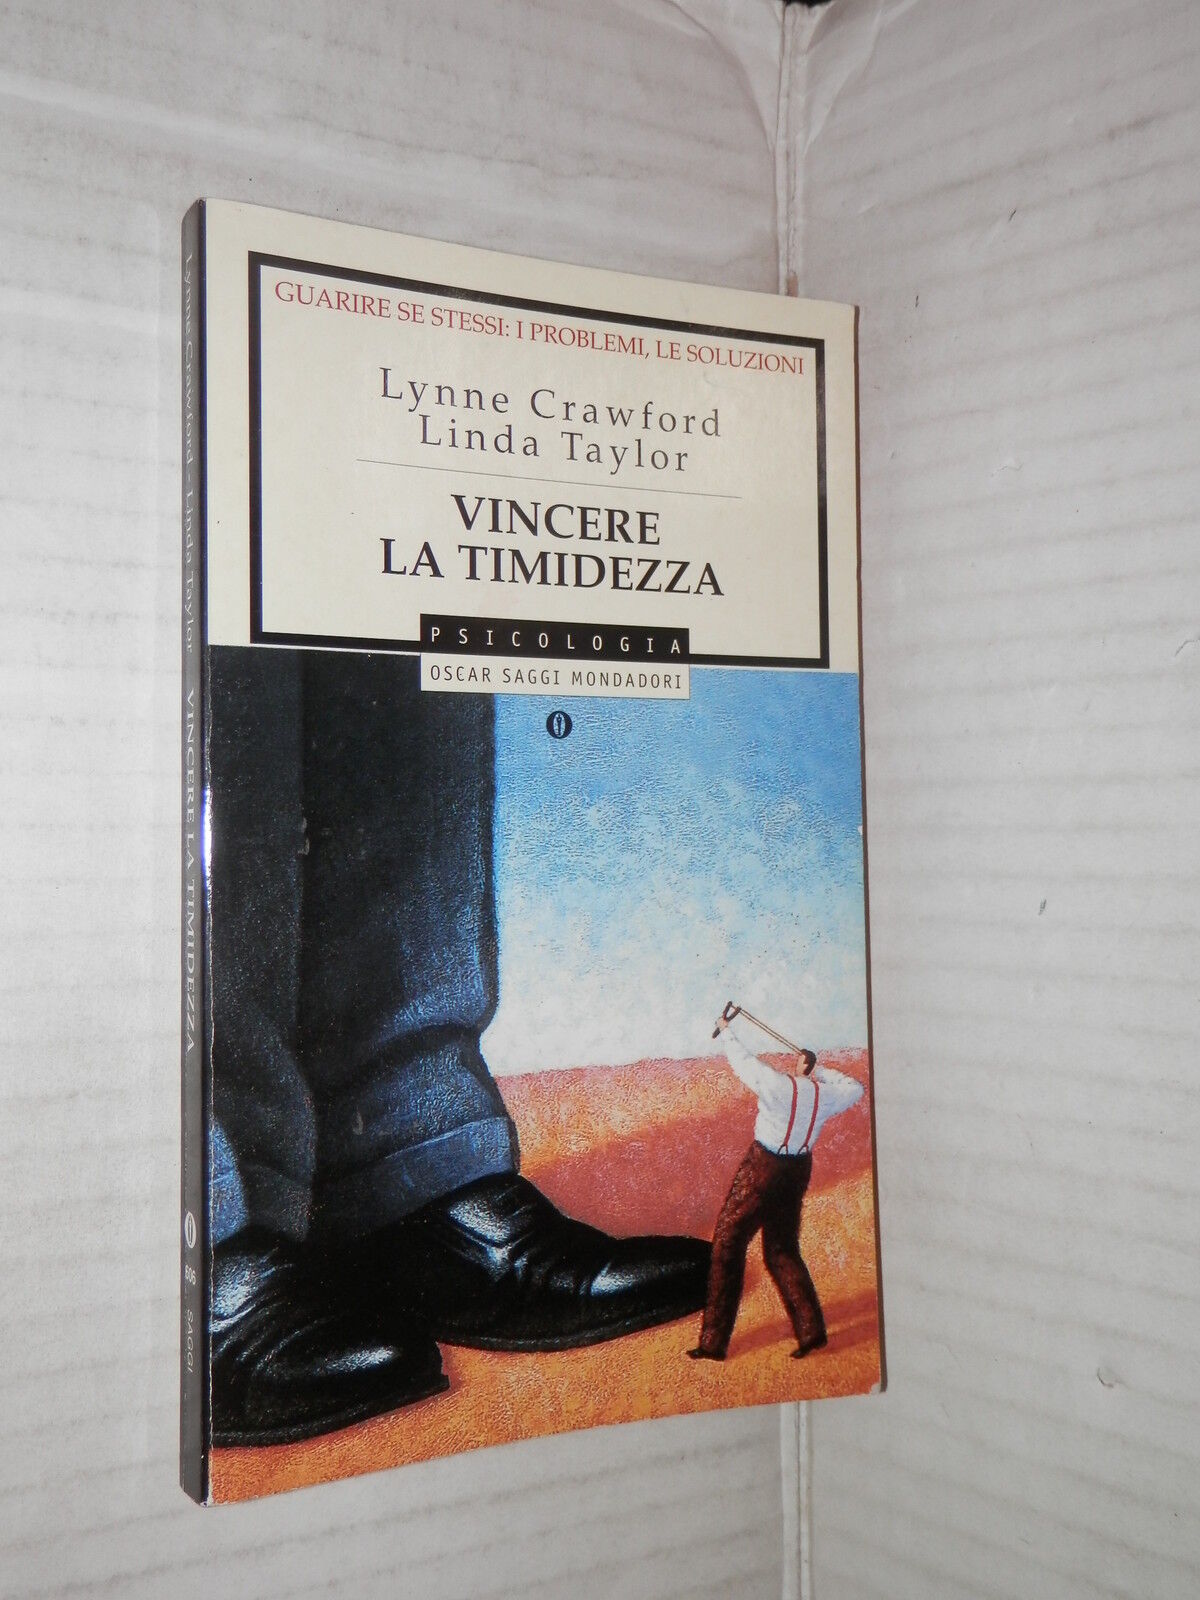 GUARIRE SE STESSI: I PROBLEMI, LE SOLUZIONI
Lynne Crawford
Linda Taylor
VINCERE
LA TIMIDEZZA
PSICOLOGIA
OSCAR SAGGI MONDADORI
Lynne Crawford - Linda Taylor VINCERE LA TIMIDEZZA 606 SAGGI